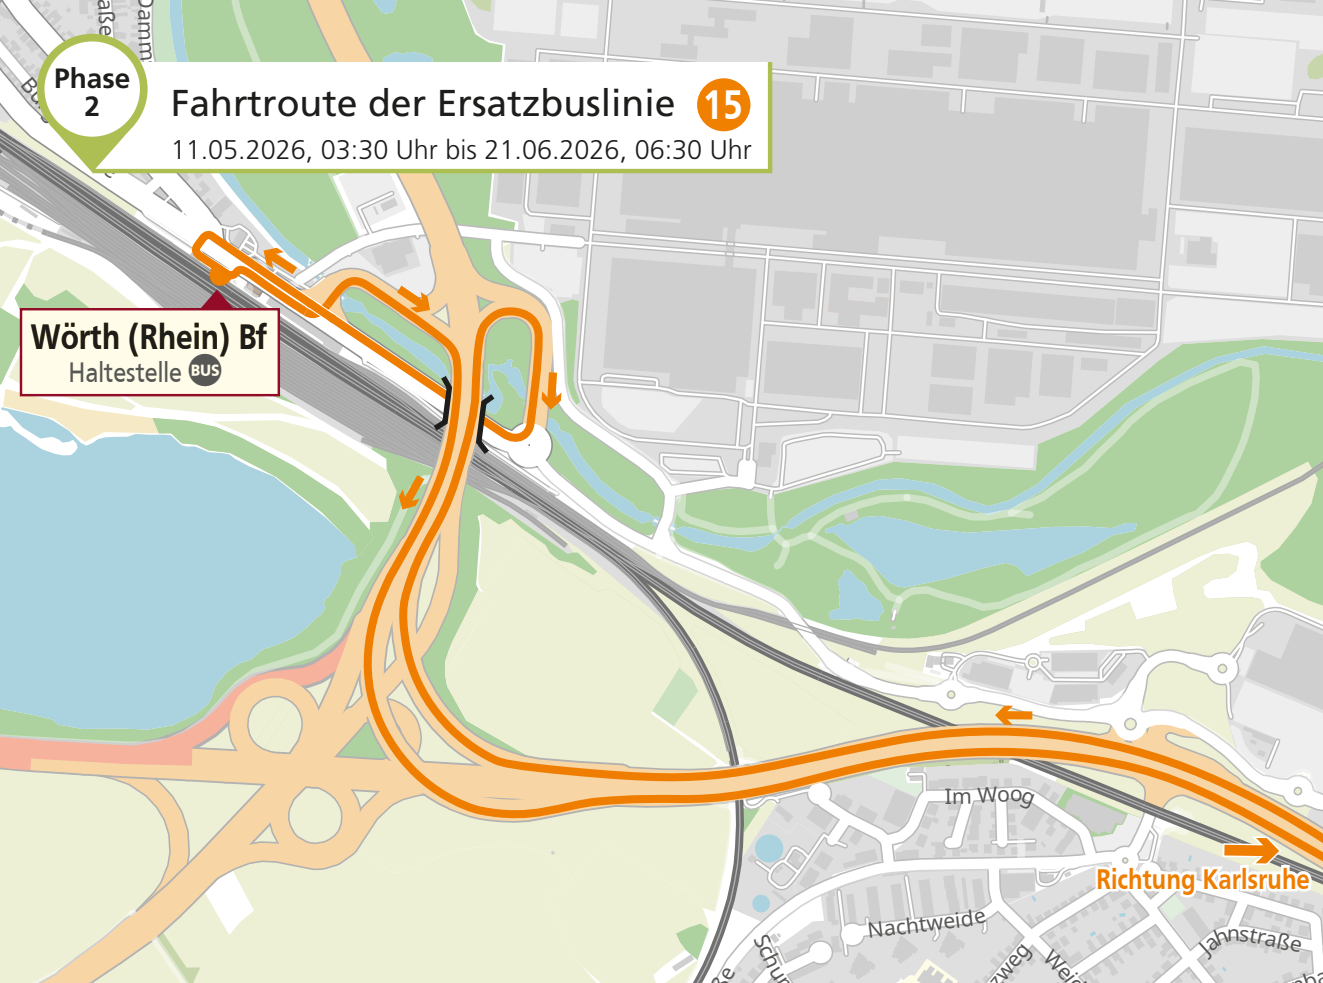 Phase
2
Fahrtroute der Ersatzbuslinie 15
11.05.2026, 03:30 Uhr bis 21.06.2026, 06:30 Uhr
Wörth (Rhein) Bf
Haltestelle BUS
Im Woog
Richtung Karlsruhe
Nachtweide
Jahnstraße